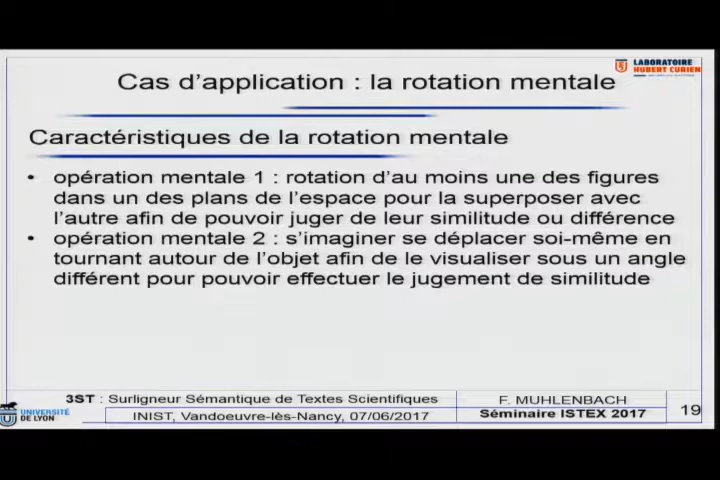 LABORATOIRE
HUBERT CURIEN
Cas d'application : la rotation mentale
Caractéristiques de la rotation mentale
• opération mentale 1 : rotation d'au moins une des figures
dans un des plans de l'espace pour la superposer avec
l'autre afin de pouvoir juger de leur similitude ou différence
• opération mentale 2 : s'imaginer se déplacer soi-même en
tournant autour de l'objet afin de le visualiser sous un angle
différent pour pouvoir effectuer le jugement de similitude
UNIVERSITÉ
DE LYON
3ST : Surligneur Sémantique de Textes Scientifiques
INIST, Vandoeuvre-lès-Nancy, 07/06/2017
F. MUHLENBACH
Séminaire ISTEX 2017
19